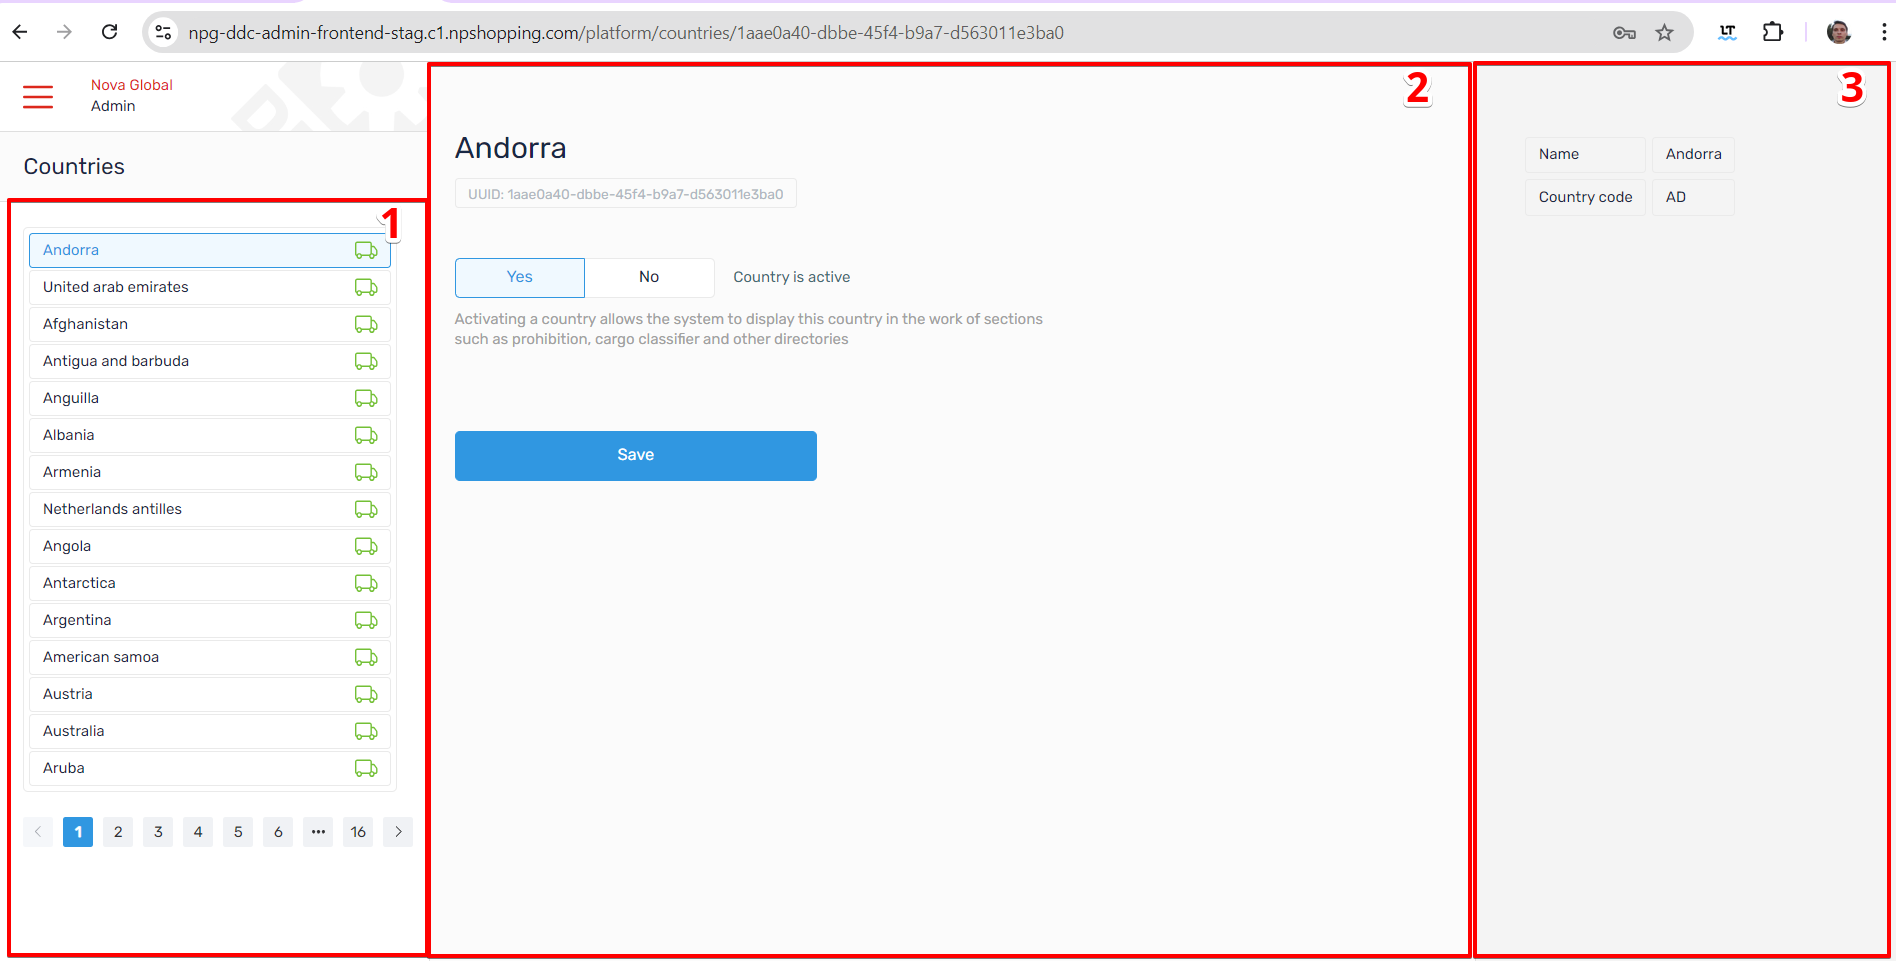 npg-ddc-admin-frontend-stag.c1.npshopping.com/platform/countries/1aae0a40-dbbe-45f4-b9a7-d563011e3ba0
LT
Nova Global
Admin
Countries
1
Andorra
United arab emirates
Afghanistan
Antigua and barbuda
Anguilla
Albania
Armenia
Netherlands antilles
Angola
Antarctica
Argentina
American samoa
Austria
Australia
Aruba
< 1 2 3 4 5 6 ••• 16 >
2
Andorra
UUID: 1aae0a40-dbbe-45f4-b9a7-d563011e3ba0
Yes No Country is active
Activating a country allows the system to display this country in the work of sections
such as prohibition, cargo classifier and other directories
Save
3
Name Andorra
Country code AD